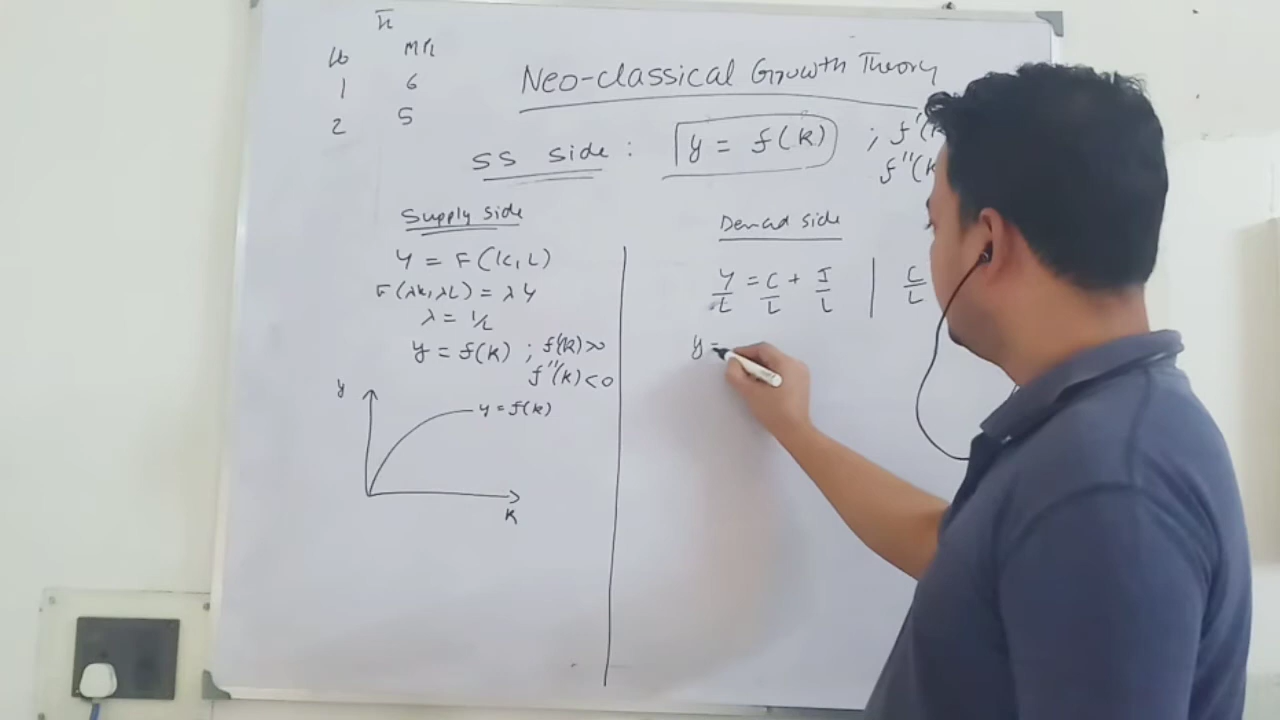 k̄
Lb MPL
1 6
2 5
Neo-classical Growth Theory
SS side : y = f(k) ; f'(k
f''(k
Supply side
Y = F(K, L)
F(λK, λL) = λY
λ = 1/L
y = f(k) ; f'(k)>0
f''(k)<0
y
y = f(k)
k
Demad side
Y/L = C/L + I/L | C/L
y =